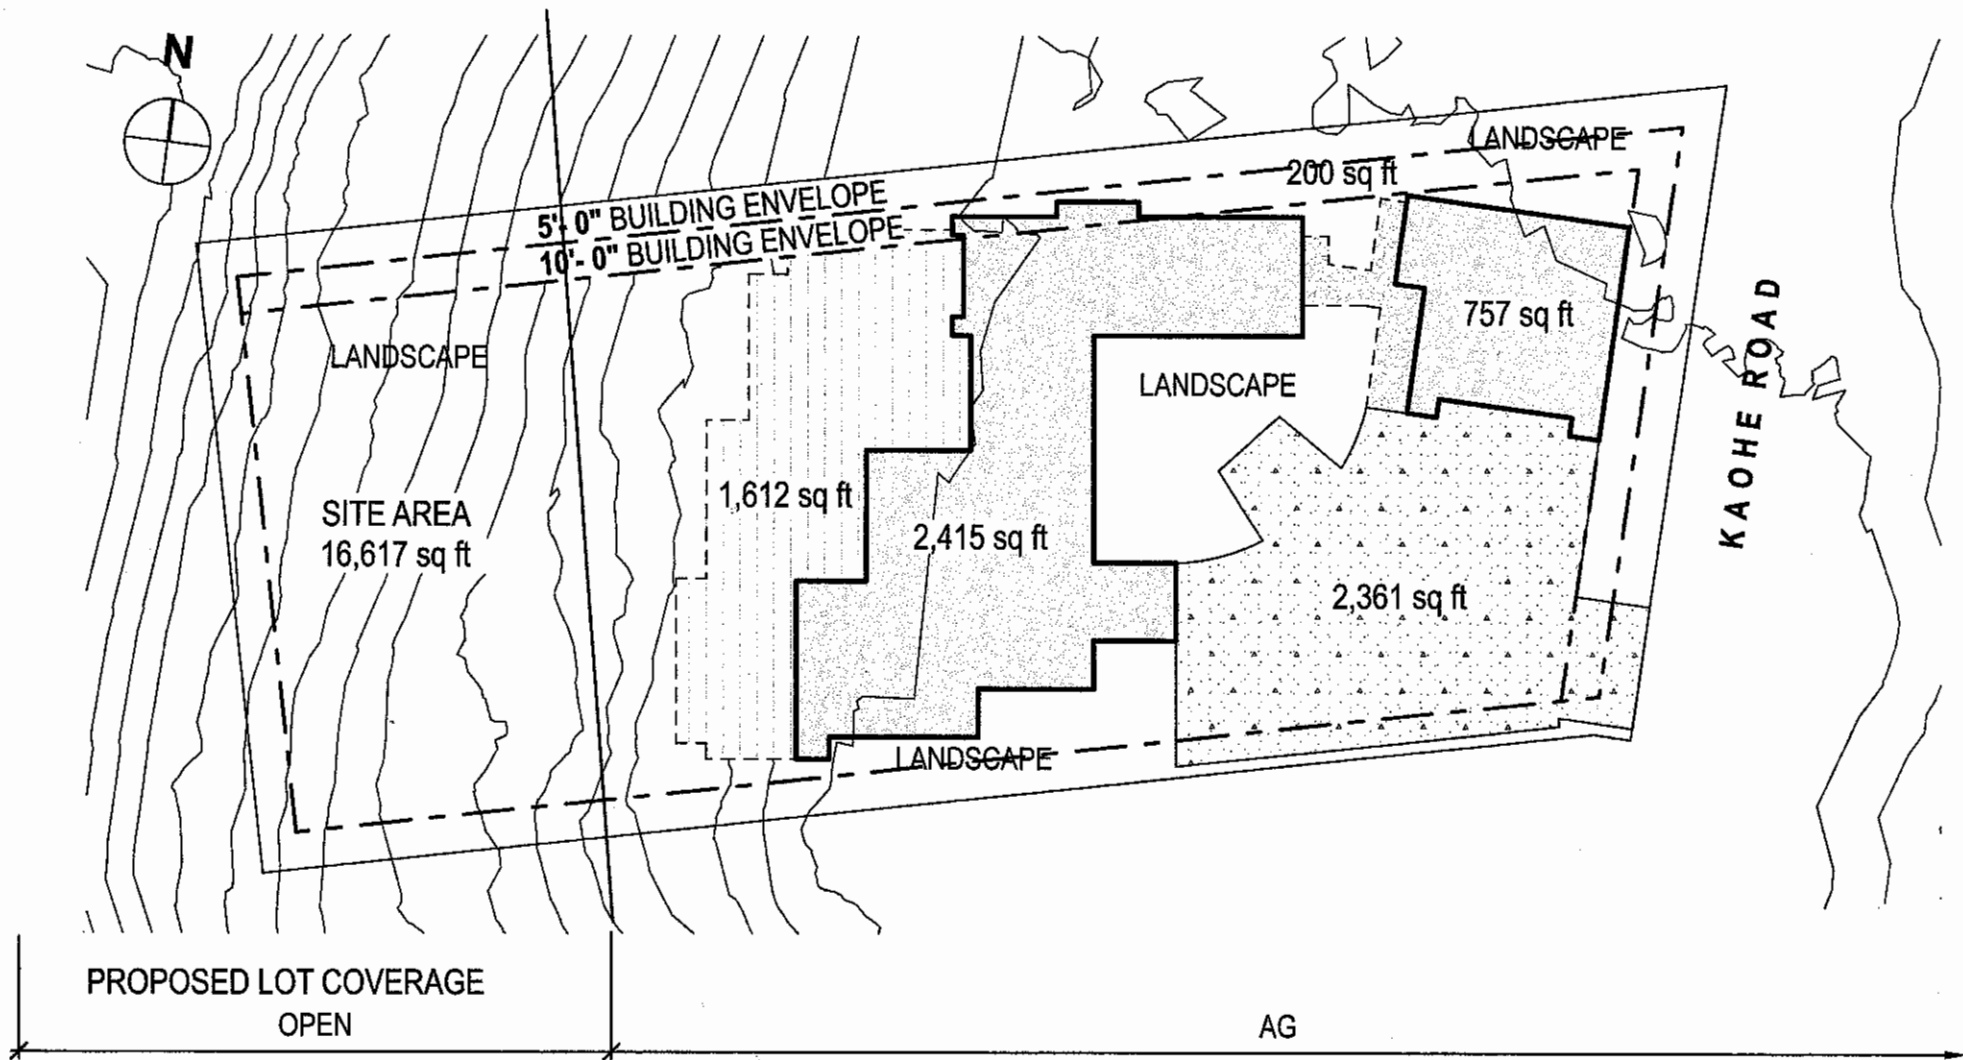 N
LANDSCAPE
200 sq ft
5'-0" BUILDING ENVELOPE
10'-0" BUILDING ENVELOPE
757 sq ft
LANDSCAPE
LANDSCAPE
KAOHE ROAD
1,612 sq ft
SITE AREA
16,617 sq ft
2,415 sq ft
2,361 sq ft
LANDSCAPE
PROPOSED LOT COVERAGE
OPEN
AG